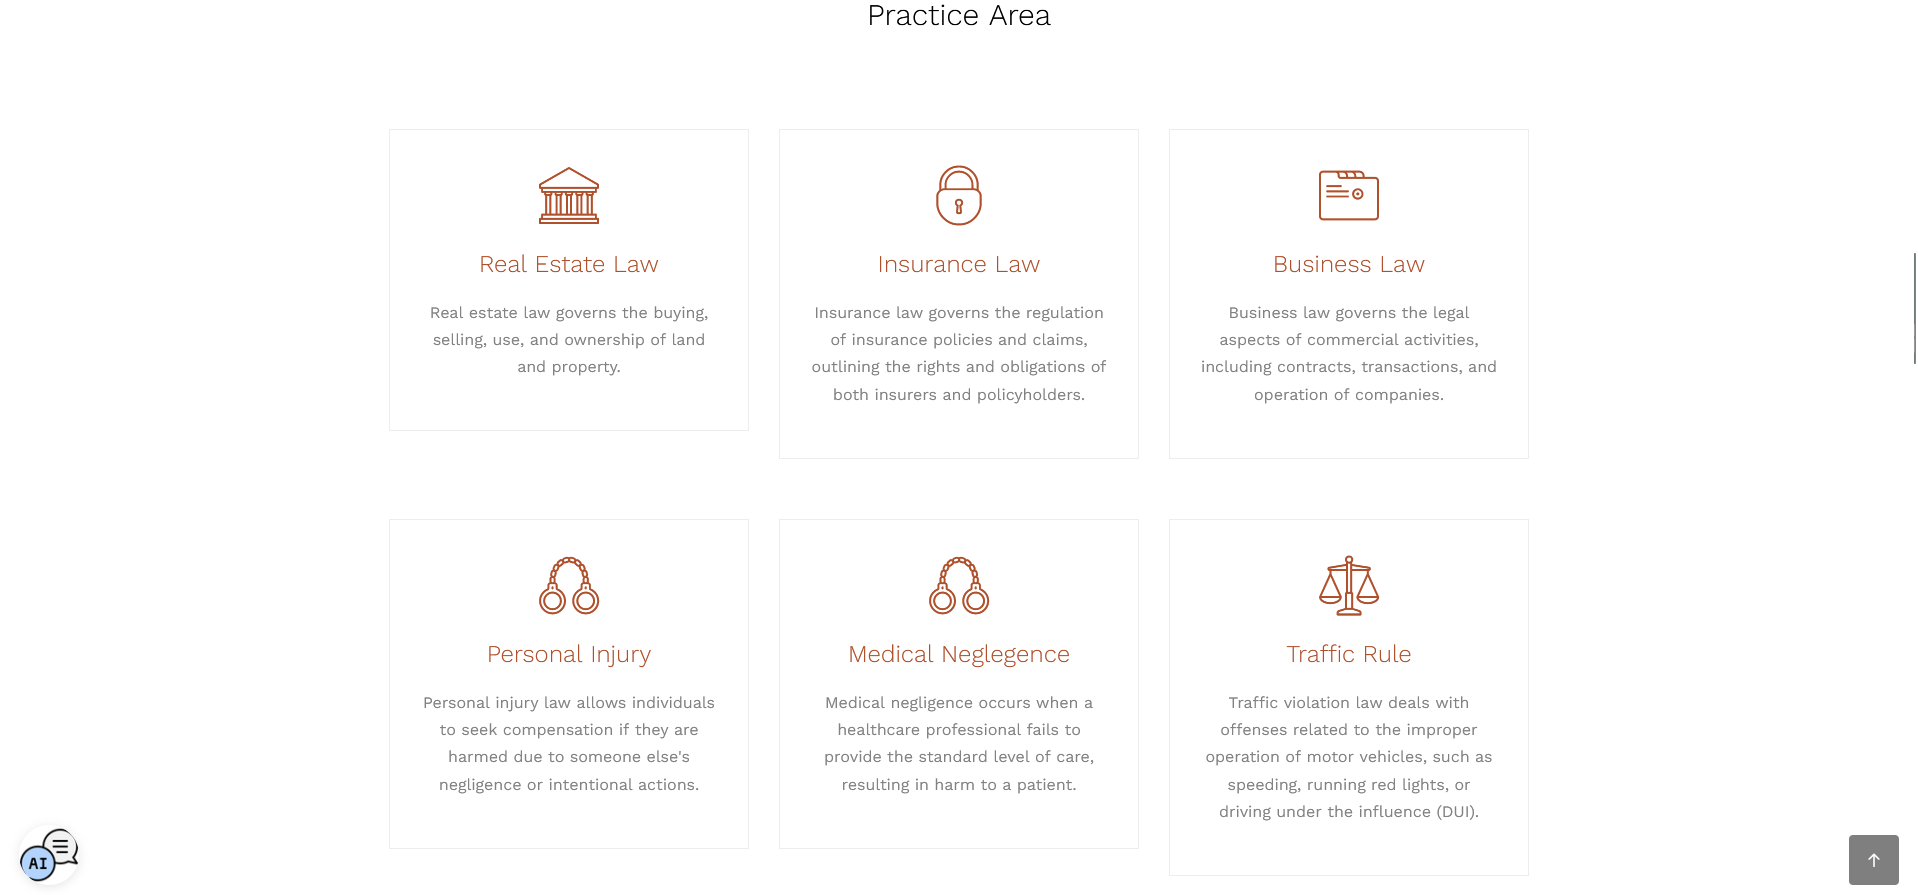 Practice Area
Real Estate Law
Real estate law governs the buying,
selling, use, and ownership of land
and property.
Insurance Law
Insurance law governs the regulation
of insurance policies and claims,
outlining the rights and obligations of
both insurers and policyholders.
Business Law
Business law governs the legal
aspects of commercial activities,
including contracts, transactions, and
operation of companies.
Personal Injury
Personal injury law allows individuals
to seek compensation if they are
harmed due to someone else's
negligence or intentional actions.
Medical Neglegence
Medical negligence occurs when a
healthcare professional fails to
provide the standard level of care,
resulting in harm to a patient.
Traffic Rule
Traffic violation law deals with
offenses related to the improper
operation of motor vehicles, such as
speeding, running red lights, or
driving under the influence (DUI).
AI